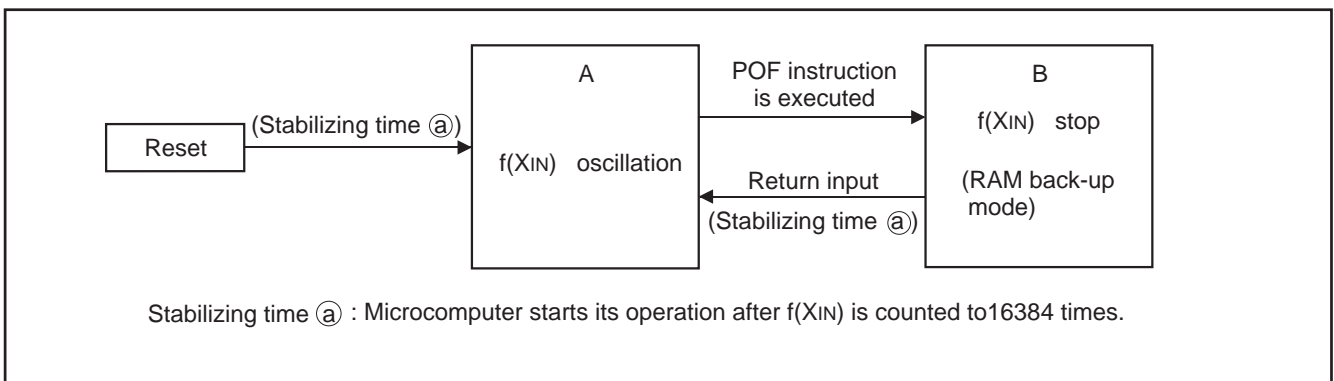 Reset
(Stabilizing time ⓐ)
A
f(XIN) oscillation
POF instruction
is executed
Return input
(Stabilizing time ⓐ)
B
f(XIN) stop
(RAM back-up
mode)
Stabilizing time ⓐ : Microcomputer starts its operation after f(XIN) is counted to16384 times.